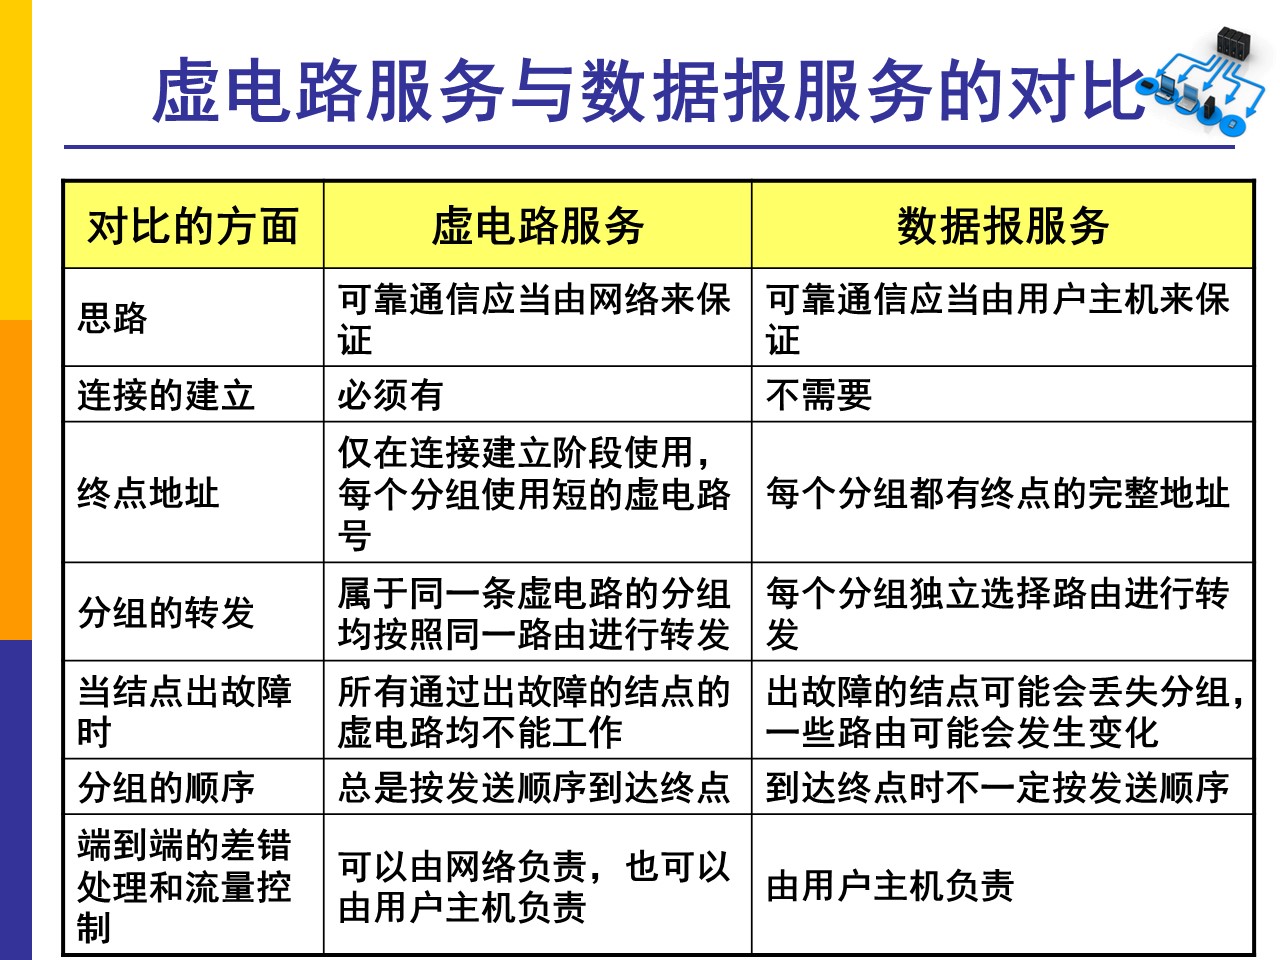 虚电路服务与数据报服务的对比
对比的方面
虚电路服务
数据报服务
思路
可靠通信应当由网络来保
证
可靠通信应当由用户主机来保
证
连接的建立
必须有
不需要
终点地址
仅在连接建立阶段使用，
每个分组使用短的虚电路
号
每个分组都有终点的完整地址
分组的转发
属于同一条虚电路的分组
均按照同一路由进行转发
每个分组独立选择路由进行转
发
当结点出故障
时
所有通过出故障的结点的
虚电路均不能工作
出故障的结点可能会丢失分组，
一些路由可能会发生变化
分组的顺序
总是按发送顺序到达终点
到达终点时不一定按发送顺序
端到端的差错
处理和流量控
制
可以由网络负责，也可以
由用户主机负责
由用户主机负责